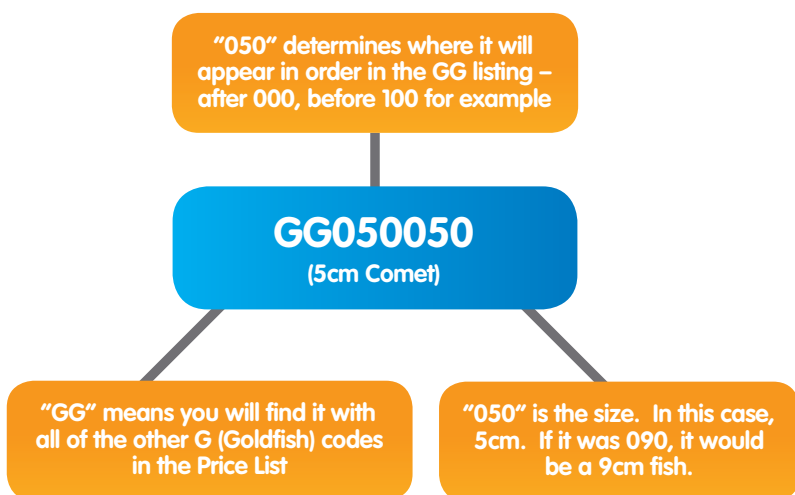 “050” determines where it will
appear in order in the GG listing –
after 000, before 100 for example
GG050050
(5cm Comet)
“GG” means you will find it with
all of the other G (Goldfish) codes
in the Price List
“050” is the size.  In this case,
5cm.  If it was 090, it would
be a 9cm fish.